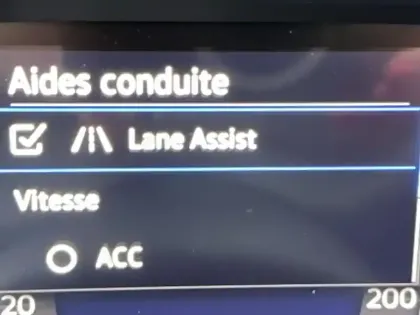 Aides conduite
Lane Assist
Vitesse
ACC
20 200